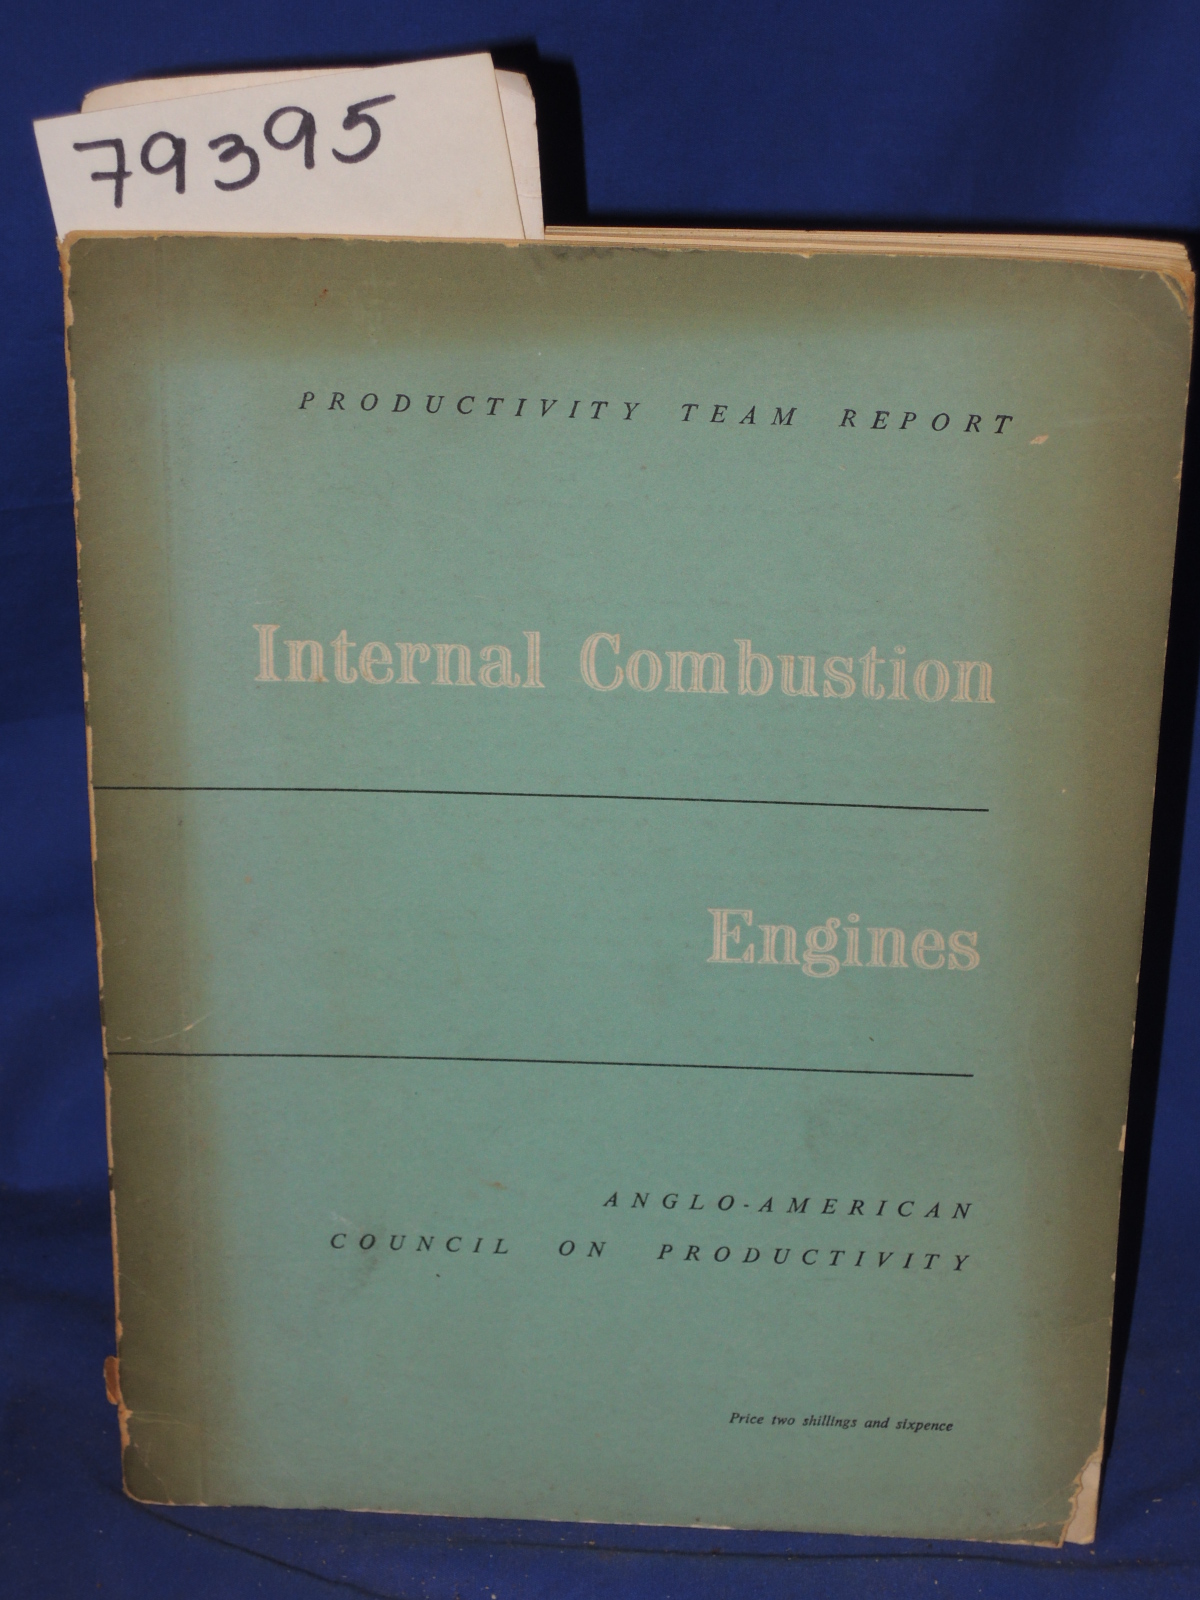 79395
PRODUCTIVITY TEAM REPORT
Internal Combustion
Engines
ANGLO-AMERICAN
COUNCIL ON PRODUCTIVITY
Price two shillings and sixpence